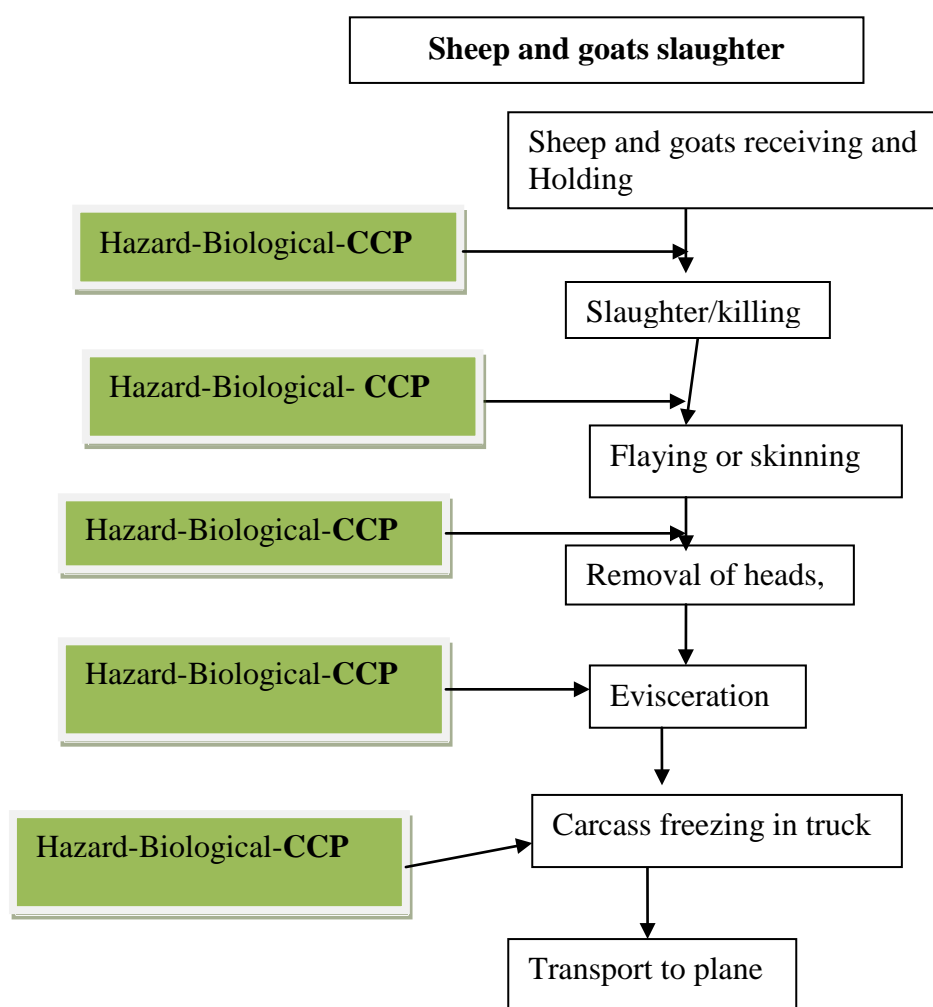 Sheep and goats slaughter
Sheep and goats receiving and
Holding
Hazard-Biological-CCP
Slaughter/killing
Hazard-Biological- CCP
Flaying or skinning
Hazard-Biological-CCP
Removal of heads,
Hazard-Biological-CCP
Evisceration
Carcass freezing in truck
Hazard-Biological-CCP
Transport to plane